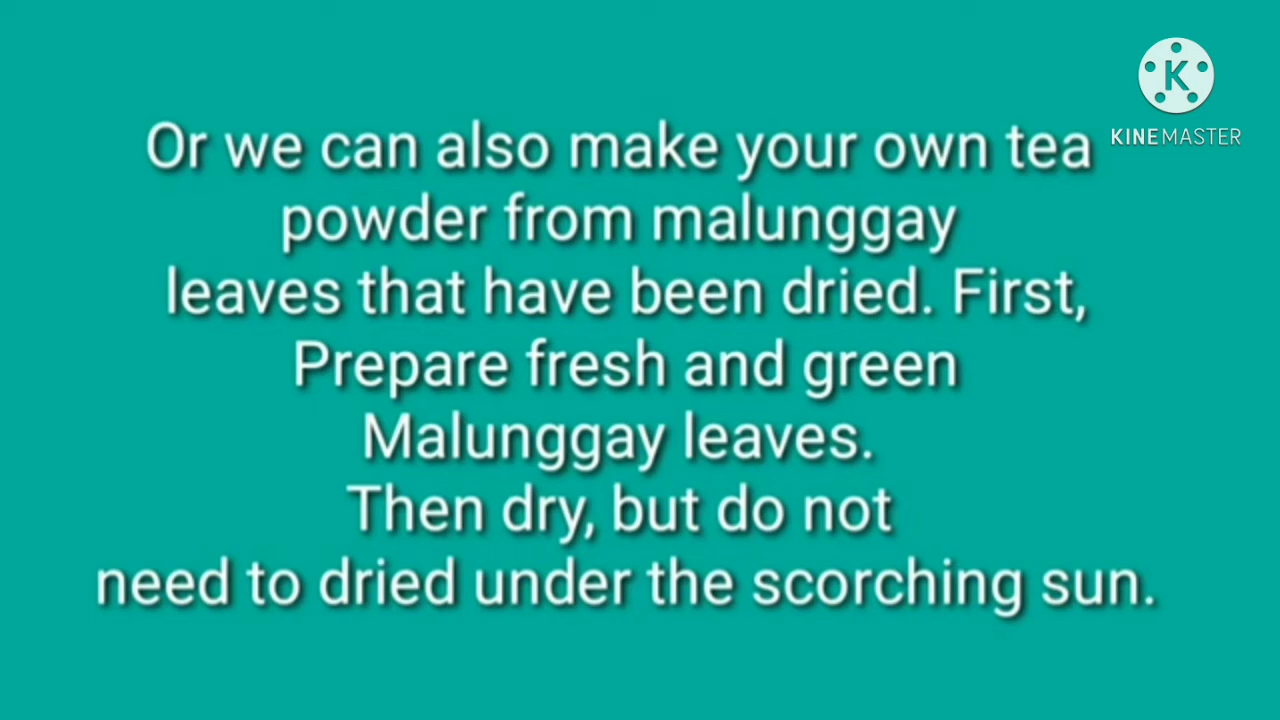 K
KINEMASTER
Or we can also make your own tea
powder from malunggay
leaves that have been dried. First,
Prepare fresh and green
Malunggay leaves.
Then dry, but do not
need to dried under the scorching sun.